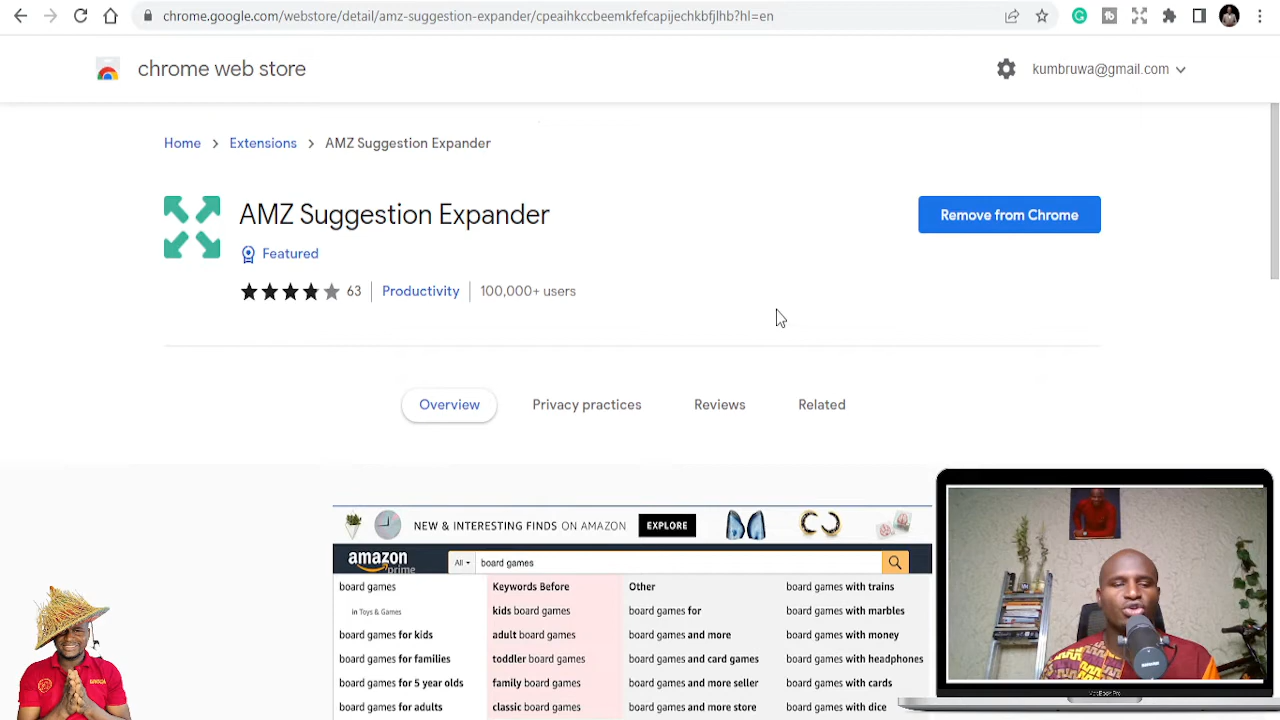 chrome.google.com/webstore/detail/amz-suggestion-expander/cpeaihkccbeemkfefcapijechkbfjlhb?hl=en
chrome web store
kumbruwa@gmail.com
Home > Extensions > AMZ Suggestion Expander
AMZ Suggestion Expander
Remove from Chrome
Featured
63 Productivity 100,000+ users
Overview Privacy practices Reviews Related
NEW & INTERESTING FINDS ON AMAZON EXPLORE
amazon prime All board games
board games Keywords Before Other board games with trains
in Toys & Games kids board games board games for board games with marbles
board games for kids adult board games board games and more board games with money
board games for families toddler board games board games and card games board games with headphones
family board games board games and more seller board games with cards
board games for adults classic board games board games and more store board games with dice
MacBook Pro